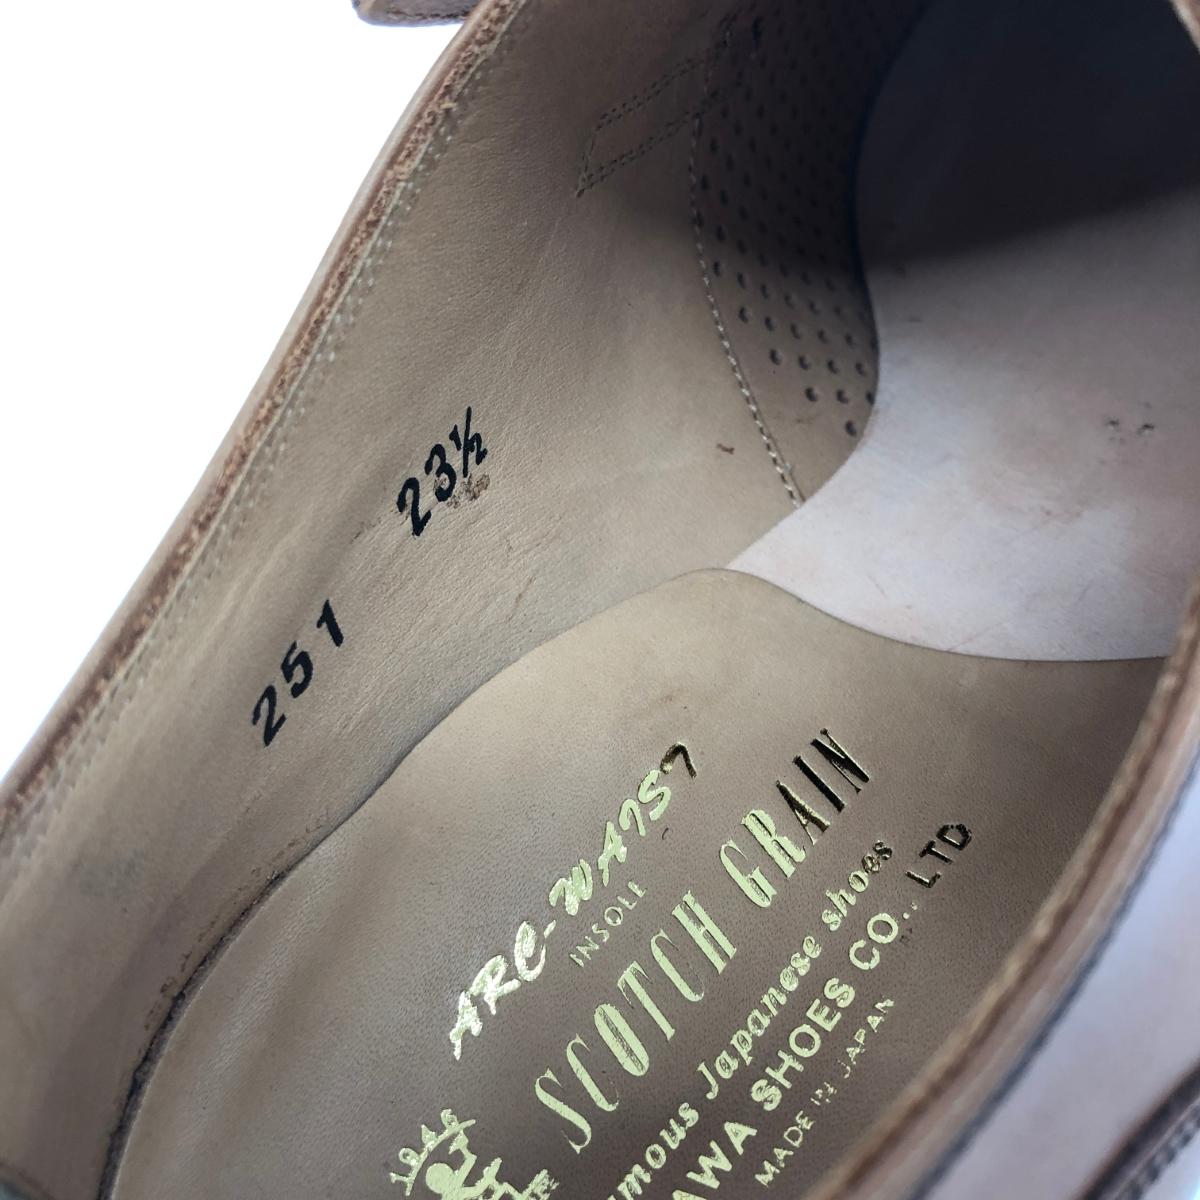 23½
251
ARC-WAIST
INSOLE
SCOTCH GRAIN
Japanese shoes
SHOES CO., LTD
MADE IN JAPAN